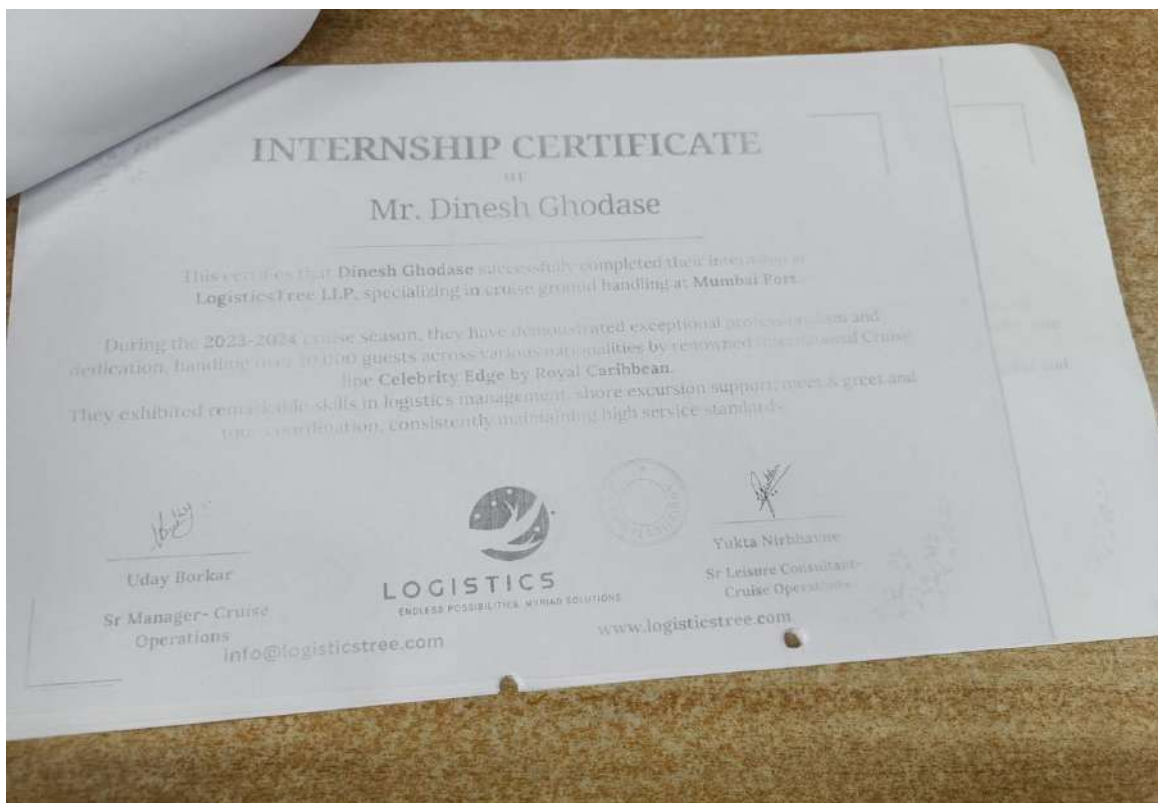 INTERNSHIP CERTIFICATE
OF
Mr. Dinesh Ghodase
This certifies that Dinesh Ghodase successfully completed their internship at
LogisticsTree LLP, specializing in cruise ground handling at Mumbai Port.
During the 2023-2024 cruise season, they have demonstrated exceptional professionalism and
dedication, handling over 10,000 guests across various nationalities by renowned International Cruise
line Celebrity Edge by Royal Caribbean.
They exhibited remarkable skills in logistics management, shore excursion support, meet & greet and
tour coordination, consistently maintaining high service standards.
Uday Borkar
Sr Manager- Cruise
Operations
info@logisticstree.com
LOGISTICS
ENDLESS POSSIBILITIES, MYRIAD SOLUTIONS
Yukta Nirbhavne
Sr Leisure Consultant-
Cruise Operations
www.logisticstree.com